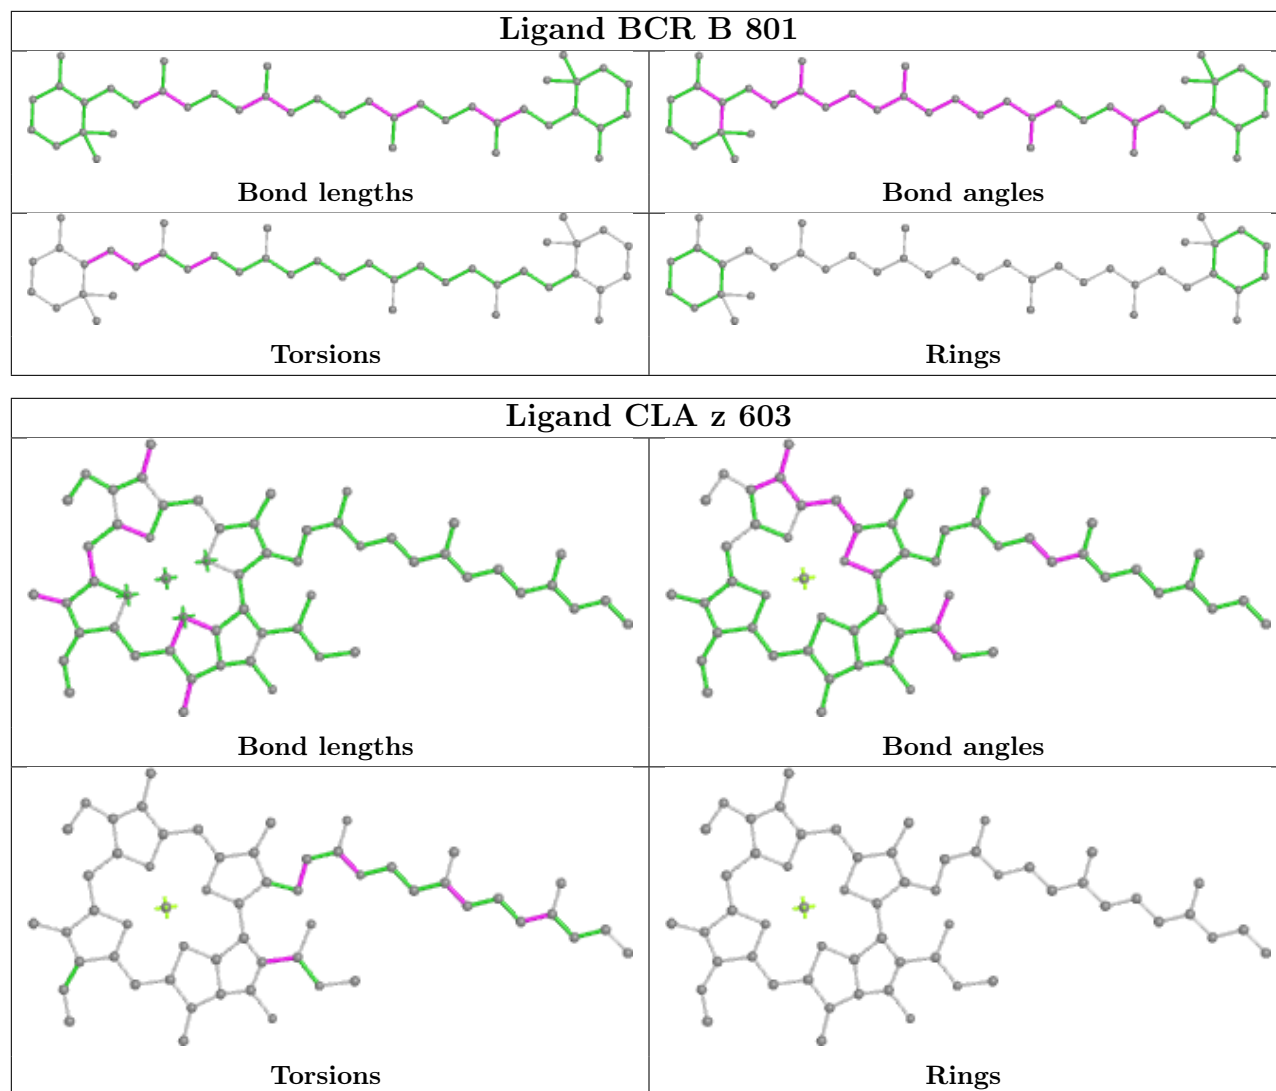 Ligand BCR B 801
Bond lengths
Bond angles
Torsions
Rings
Ligand CLA z 603
Bond lengths
Bond angles
Torsions
Rings